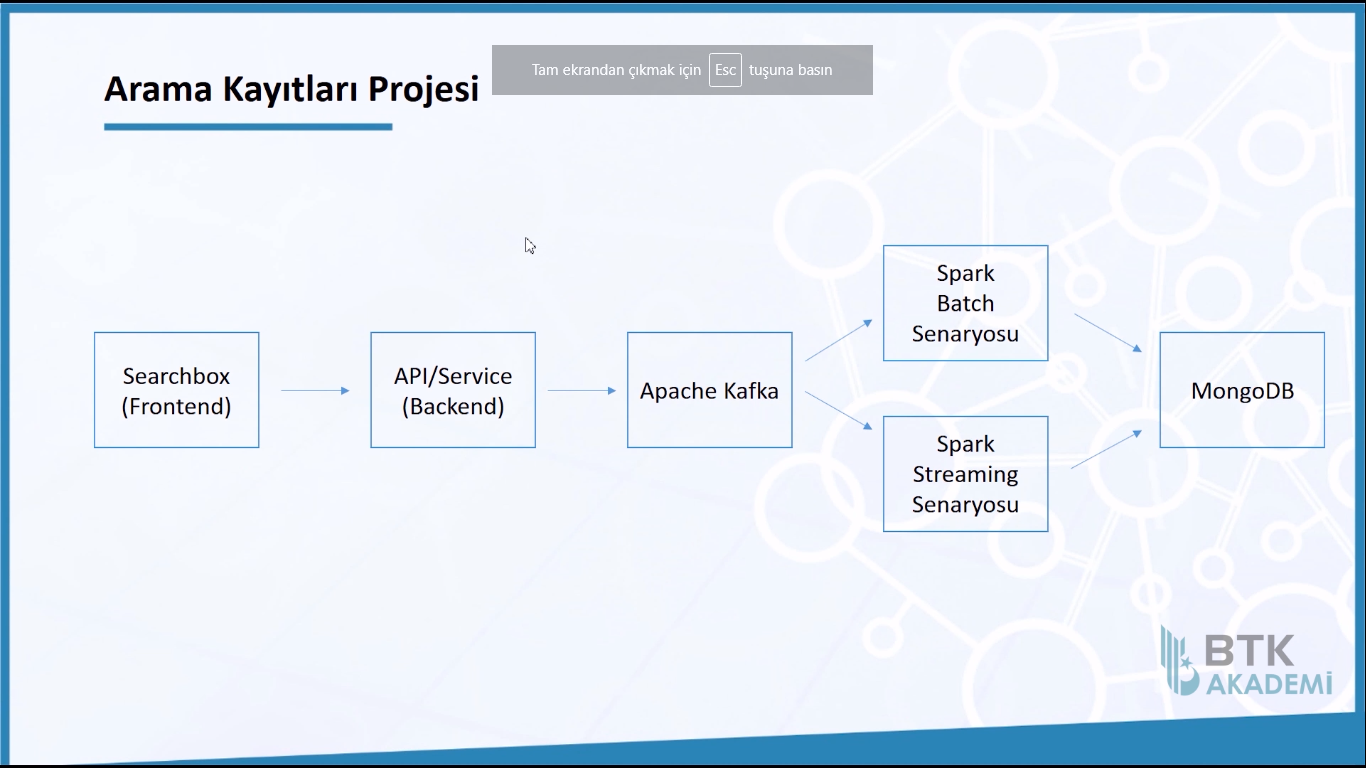 Tam ekrandan çıkmak için Esc tuşuna basın
Arama Kayıtları Projesi
Searchbox
(Frontend)
API/Service
(Backend)
Apache Kafka
Spark
Batch
Senaryosu
Spark
Streaming
Senaryosu
MongoDB
BTK
AKADEMİ